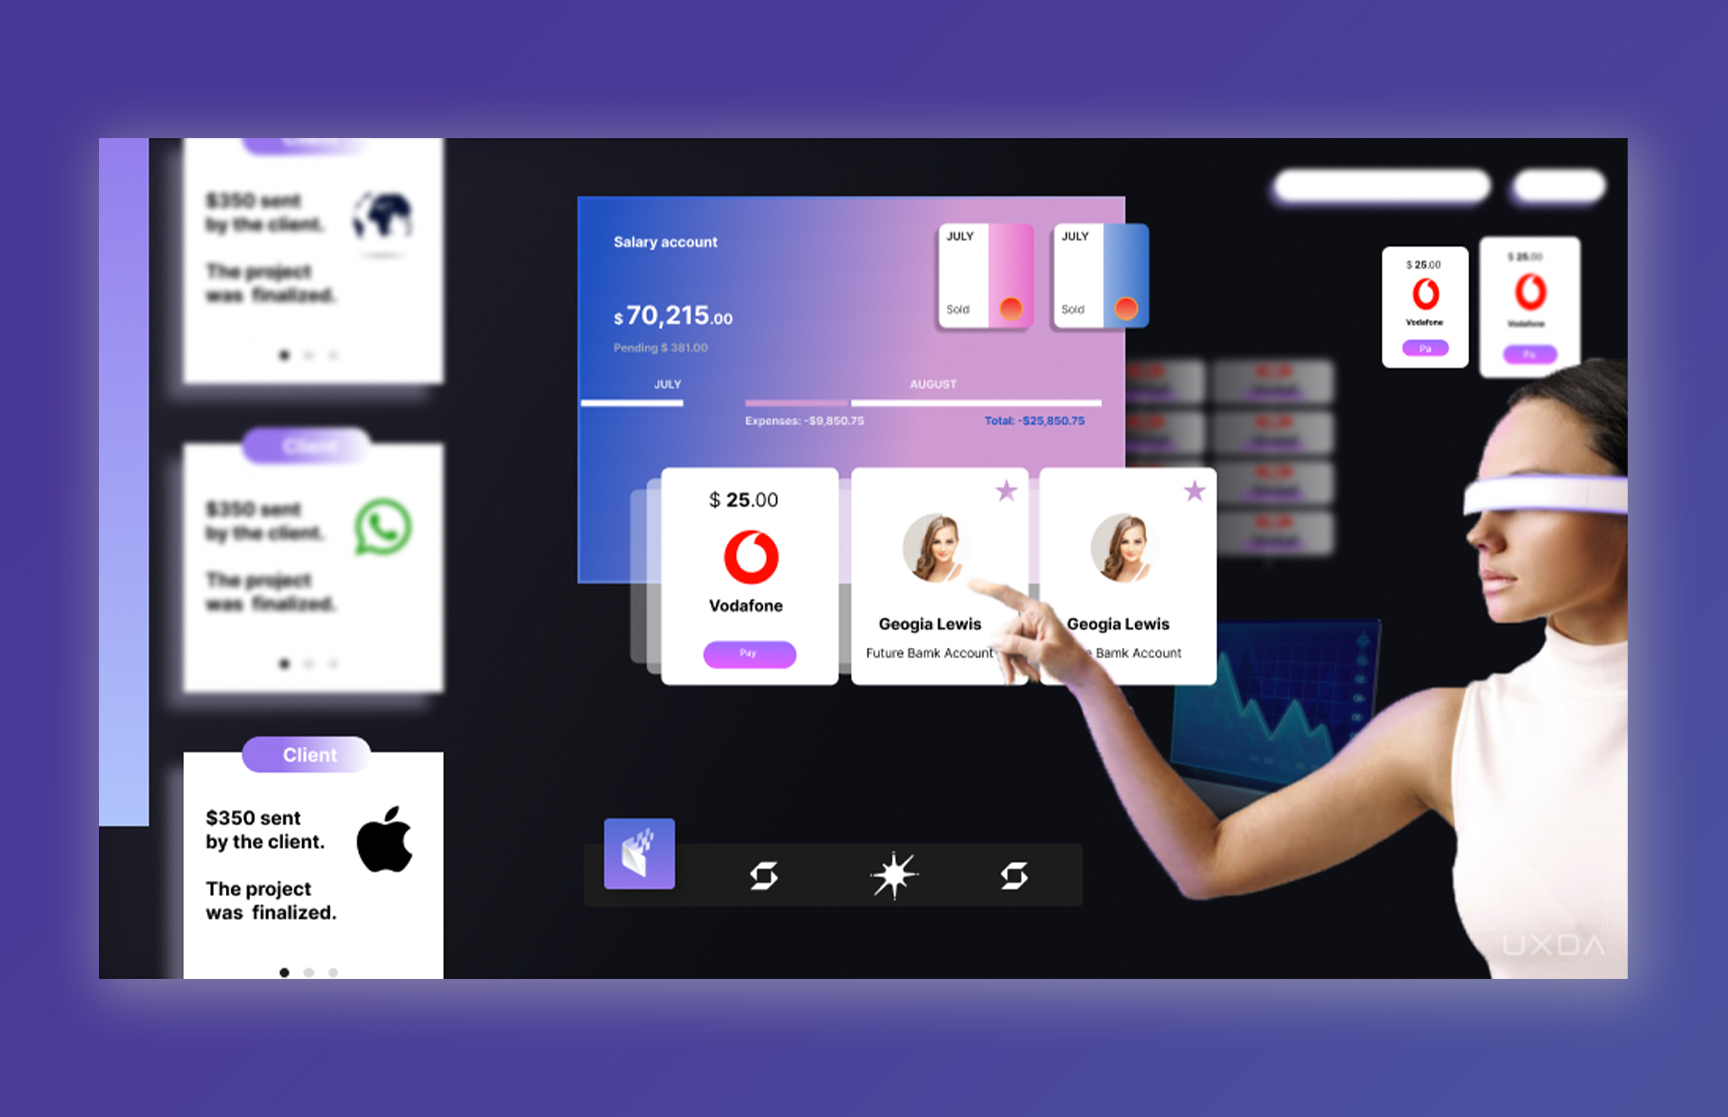 Client
$350 sent
by the client.
The project
was finalized.
Client
$350 sent
by the client.
The project
was finalized.
Client
$350 sent
by the client.
The project
was finalized.
Salary account
$ 70,215.00
Pending $ 381.00
JULY
Sold
JULY
Sold
JULY
AUGUST
Expenses: -$9,850.75
Total: -$25,850.75
$ 25.00
Vodafone
Pay
Geogia Lewis
Future Bamk Account
Geogia Lewis
e Bamk Account
$ 25.00
Vodafone
Pa
$ 25.00
Vodafone
Pa
UXDA